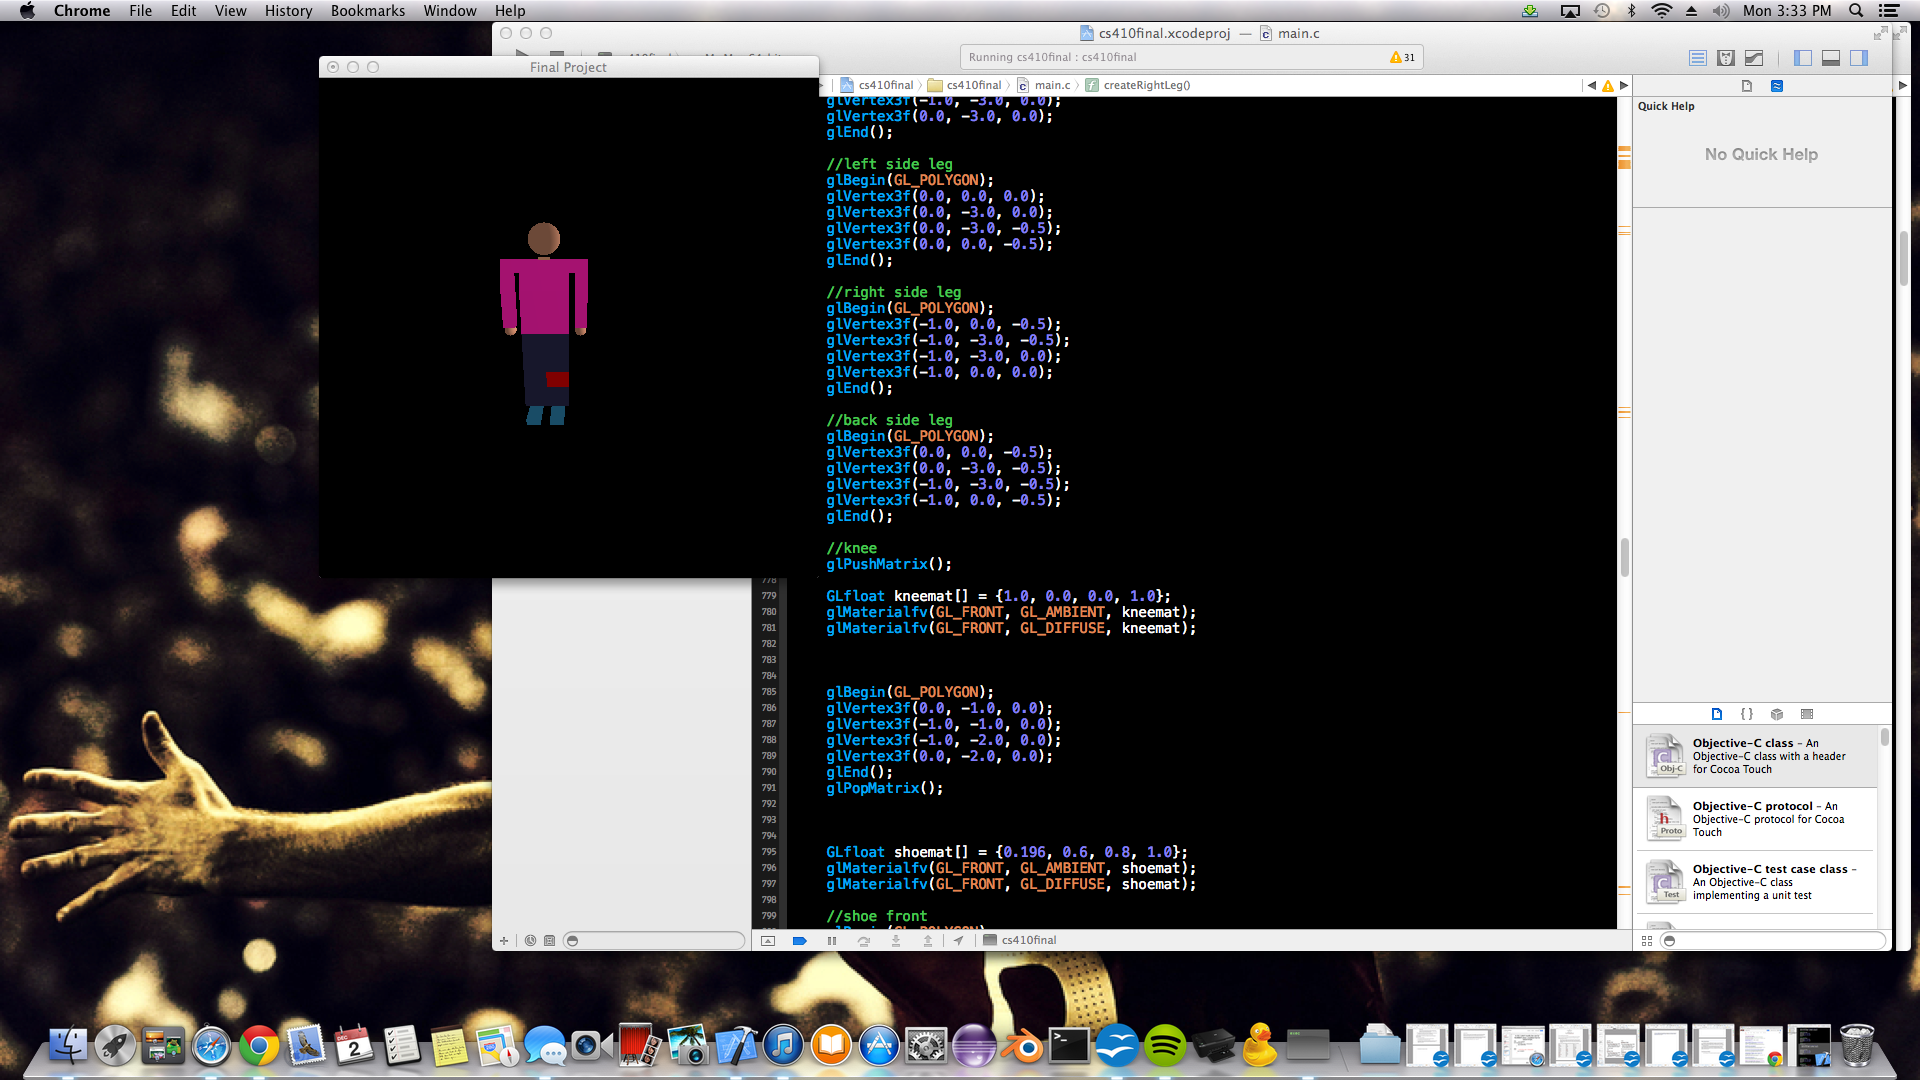 Chrome File Edit View History Bookmarks Window Help Mon 3:33 PM
cs410final.xcodeproj — main.c
Final Project
Running cs410final : cs410final 31
cs410final cs410final main.c createRightLeg()
Quick Help
No Quick Help
glVertex3f(-1.0, -3.0, 0.0);
glVertex3f(0.0, -3.0, 0.0);
glEnd();
//left side leg
glBegin(GL_POLYGON);
glVertex3f(0.0, 0.0, 0.0);
glVertex3f(0.0, -3.0, 0.0);
glVertex3f(0.0, -3.0, -0.5);
glVertex3f(0.0, 0.0, -0.5);
glEnd();
//right side leg
glBegin(GL_POLYGON);
glVertex3f(-1.0, 0.0, -0.5);
glVertex3f(-1.0, -3.0, -0.5);
glVertex3f(-1.0, -3.0, 0.0);
glVertex3f(-1.0, 0.0, 0.0);
glEnd();
//back side leg
glBegin(GL_POLYGON);
glVertex3f(0.0, 0.0, -0.5);
glVertex3f(0.0, -3.0, -0.5);
glVertex3f(-1.0, -3.0, -0.5);
glVertex3f(-1.0, 0.0, -0.5);
glEnd();
//knee
glPushMatrix();
778
779 GLfloat kneemat[] = {1.0, 0.0, 0.0, 1.0};
780 glMaterialfv(GL_FRONT, GL_AMBIENT, kneemat);
781 glMaterialfv(GL_FRONT, GL_DIFFUSE, kneemat);
782
783
784
785 glBegin(GL_POLYGON);
786 glVertex3f(0.0, -1.0, 0.0);
787 glVertex3f(-1.0, -1.0, 0.0);
788 glVertex3f(-1.0, -2.0, 0.0);
789 glVertex3f(0.0, -2.0, 0.0);
790 glEnd();
791 glPopMatrix();
792
793
794
795 GLfloat shoemat[] = {0.196, 0.6, 0.8, 1.0};
796 glMaterialfv(GL_FRONT, GL_AMBIENT, shoemat);
797 glMaterialfv(GL_FRONT, GL_DIFFUSE, shoemat);
798
799 //shoe front
Objective-C class – An
Objective-C class with a header
for Cocoa Touch
Obj-C
Objective-C protocol – An
Objective-C protocol for Cocoa
Touch
Proto
Objective-C test case class –
An Objective-C class
implementing a unit test
Test
cs410final
DEC
2